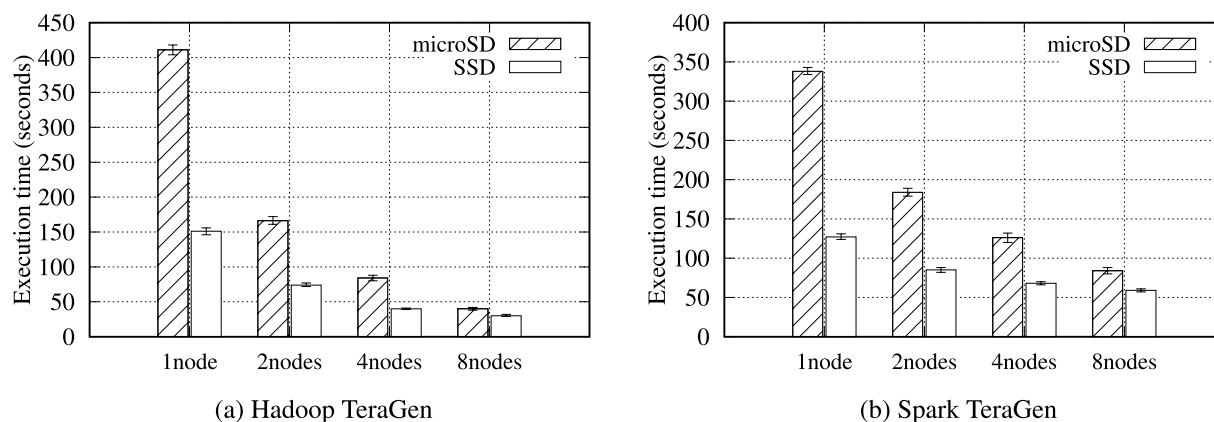 450
400
350
300
250
200
150
100
50
0
Execution time (seconds)
microSD
SSD
1node 2nodes 4nodes 8nodes
(a) Hadoop TeraGen
400
350
300
250
200
150
100
50
0
Execution time (seconds)
microSD
SSD
1node 2nodes 4nodes 8nodes
(b) Spark TeraGen